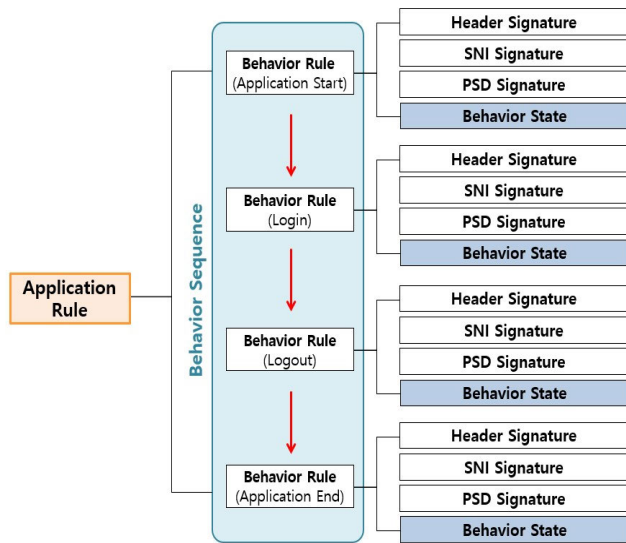 Application
Rule
Behavior Sequence
Behavior Rule
(Application Start)
Header Signature
SNI Signature
PSD Signature
Behavior State
Behavior Rule
(Login)
Header Signature
SNI Signature
PSD Signature
Behavior State
Behavior Rule
(Logout)
Header Signature
SNI Signature
PSD Signature
Behavior State
Behavior Rule
(Application End)
Header Signature
SNI Signature
PSD Signature
Behavior State